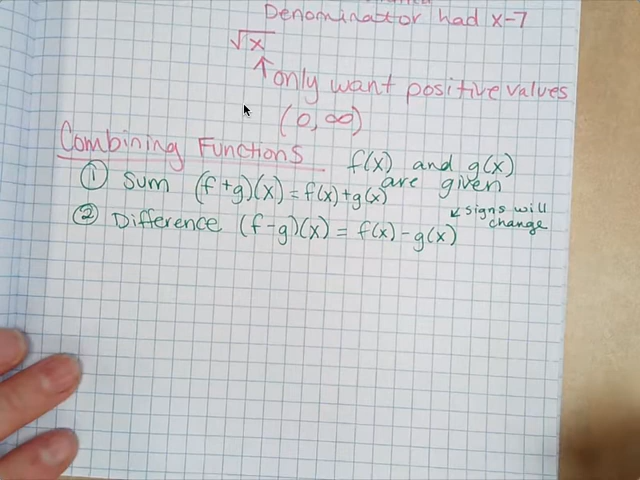 Denominator had x-7
√x
↑ only want positive values
(0,∞)
Combining Functions f(x) and g(x) are given
① Sum (f+g)(x)=f(x)+g(x)
② Difference (f-g)(x)= f(x)-g(x) ↙ signs will change